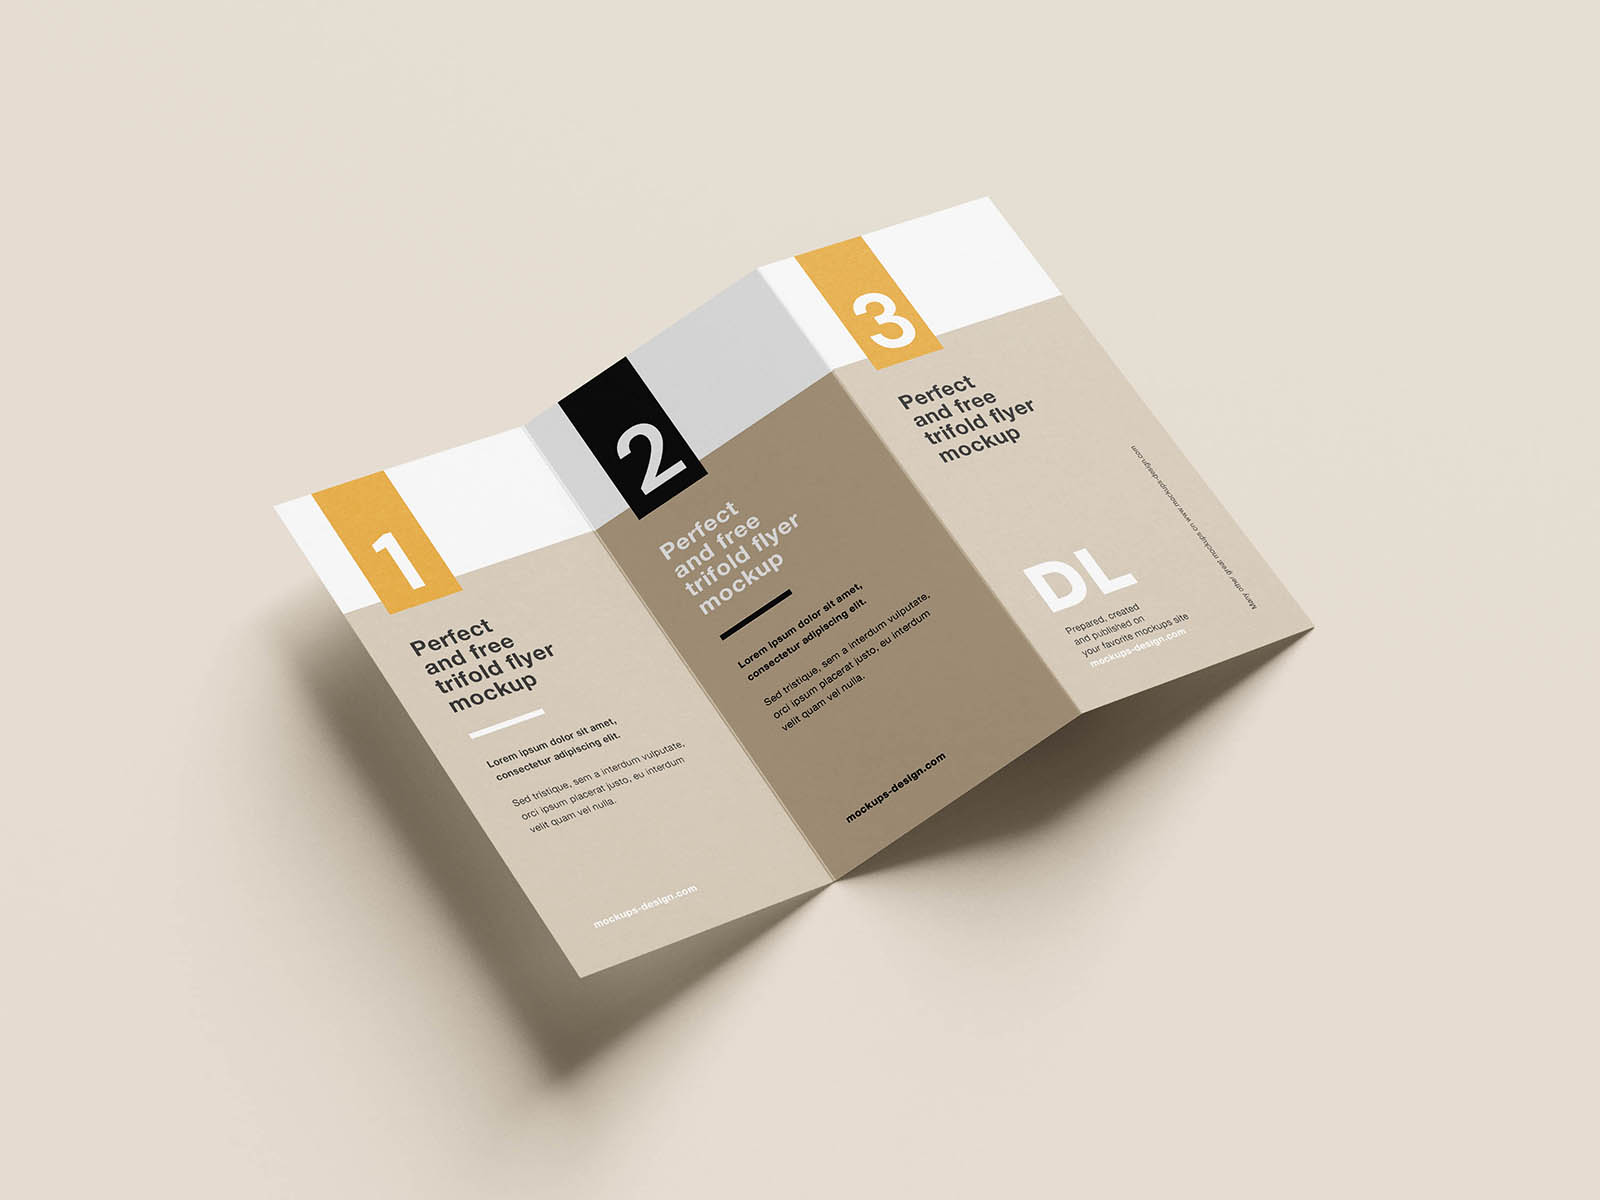 1
Perfect
and free
trifold flyer
mockup
Lorem ipsum dolor sit amet,
consectetur adipiscing elit.
Sed tristique, sem a interdum vulputate,
orci ipsum placerat justo, eu interdum
velit quam vel nulla.
mockups-design.com
2
Perfect
and free
trifold flyer
mockup
Lorem ipsum dolor sit amet,
consectetur adipiscing elit.
Sed tristique, sem a interdum vulputate,
orci ipsum placerat justo, eu interdum
velit quam vel nulla.
mockups-design.com
3
Perfect
and free
trifold flyer
mockup
DL
Prepared, created
and published on
your favorite mockups site
mockups-design.com
Many other great mockups on www.mockups-design.com